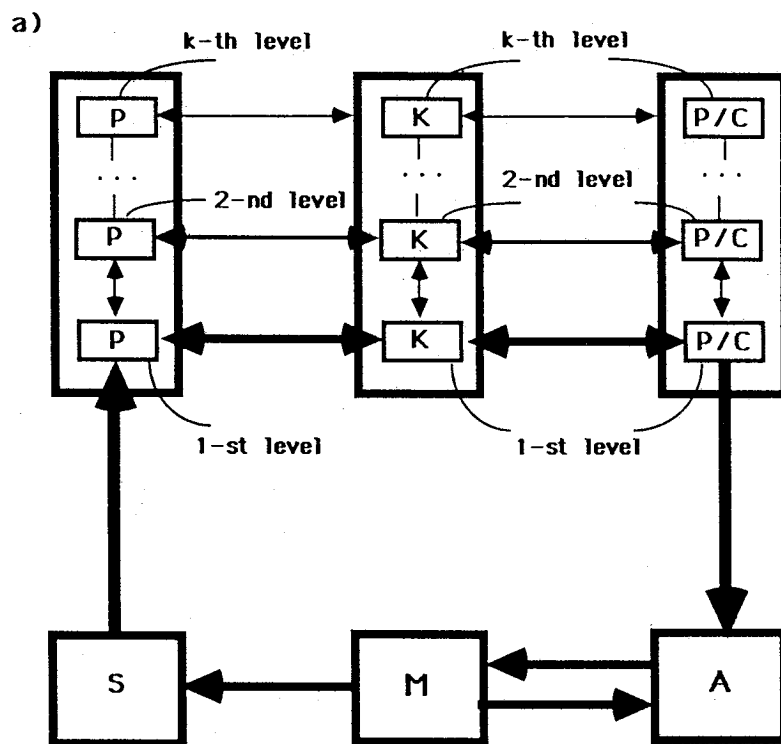 a)
k-th level
k-th level
P
K
P/C
. . .
. . .
. . .
2-nd level
2-nd level
P
K
P/C
P
K
P/C
1-st level
1-st level
S
M
A